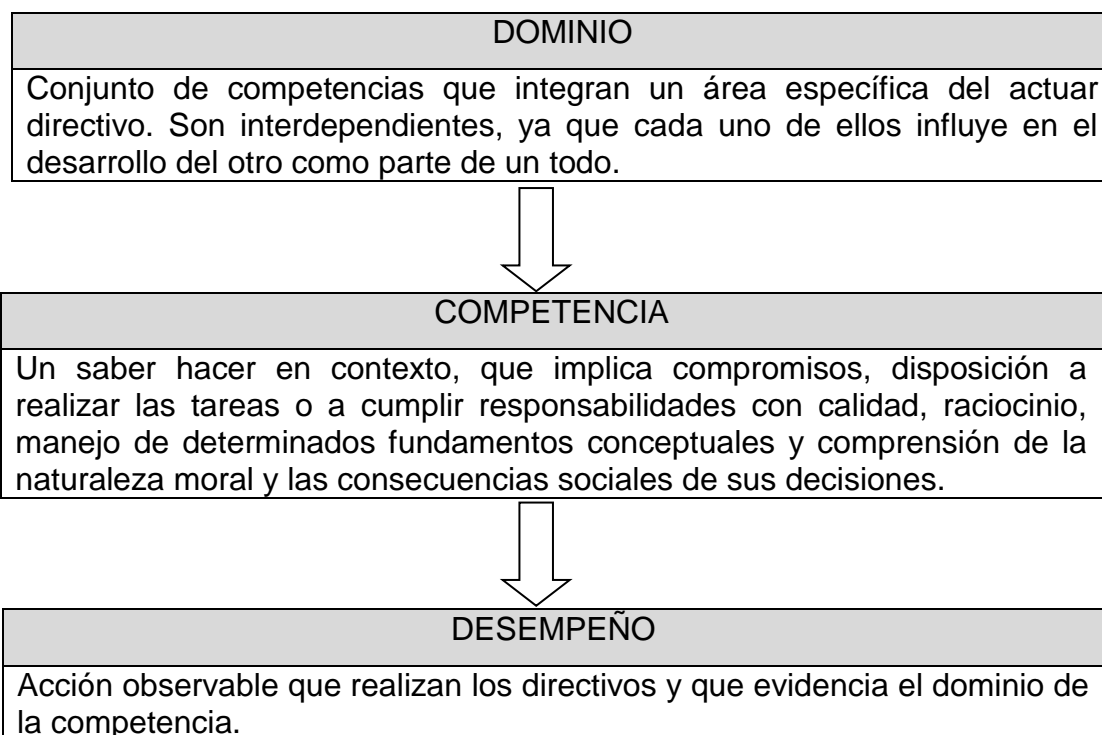 DOMINIO
Conjunto de competencias que integran un área específica del actuar
directivo. Son interdependientes, ya que cada uno de ellos influye en el
desarrollo del otro como parte de un todo.
COMPETENCIA
Un saber hacer en contexto, que implica compromisos, disposición a
realizar las tareas o a cumplir responsabilidades con calidad, raciocinio,
manejo de determinados fundamentos conceptuales y comprensión de la
naturaleza moral y las consecuencias sociales de sus decisiones.
DESEMPEÑO
Acción observable que realizan los directivos y que evidencia el dominio de
la competencia.